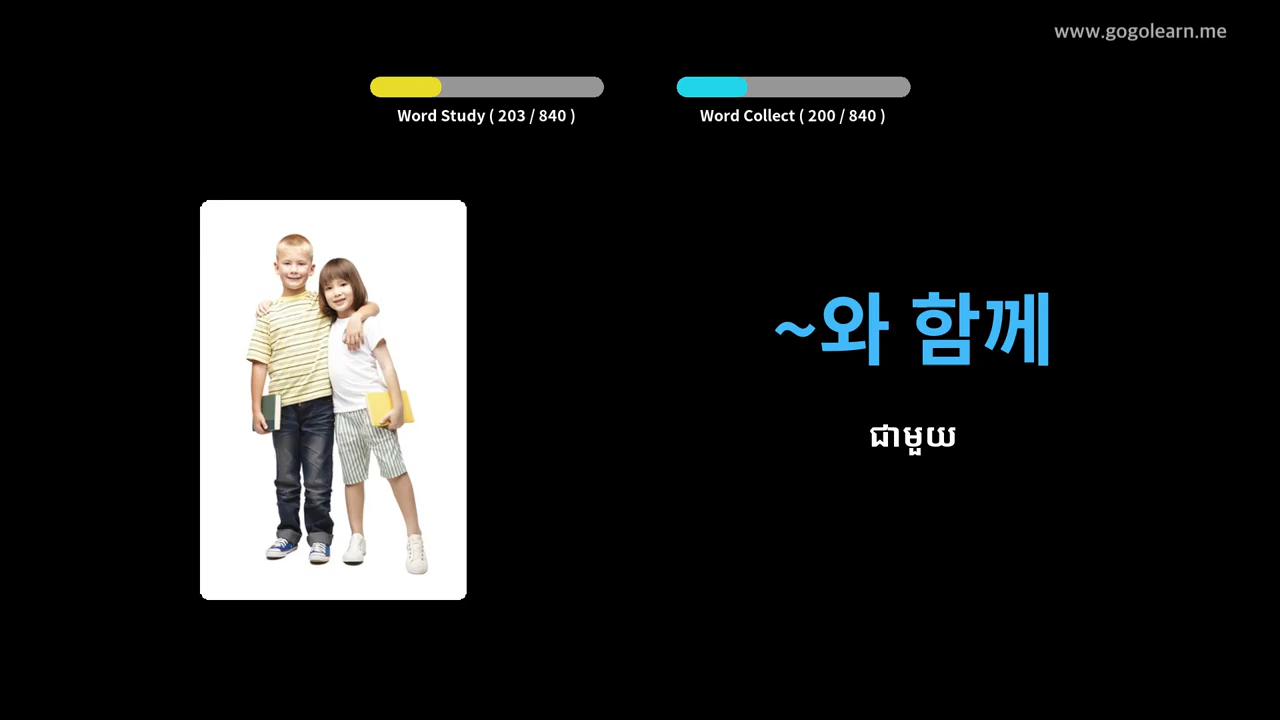 www.gogolearn.me
Word Study ( 203 / 840 )
Word Collect ( 200 / 840 )
~와 함께
ជាមួយ